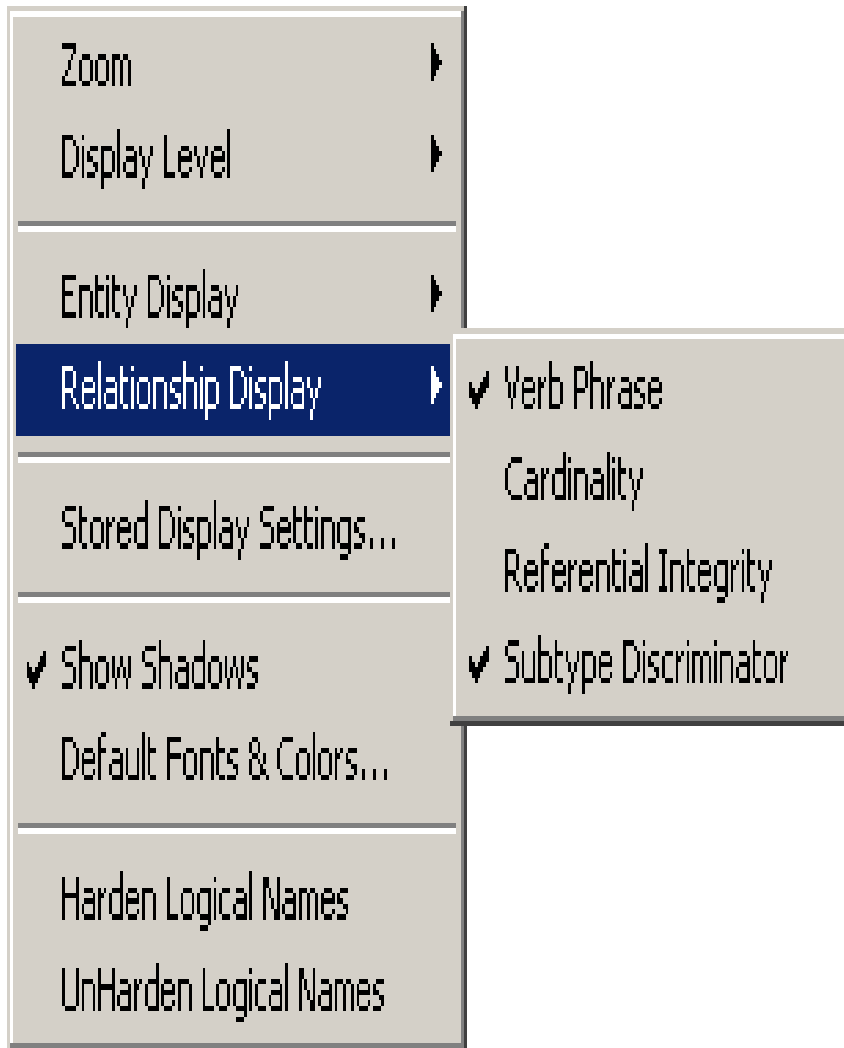 Zoom
Display Level
Entity Display
Relationship Display
Stored Display Settings...
Show Shadows
Default Fonts & Colors...
Harden Logical Names
UnHarden Logical Names
Verb Phrase
Cardinality
Referential Integrity
Subtype Discriminator